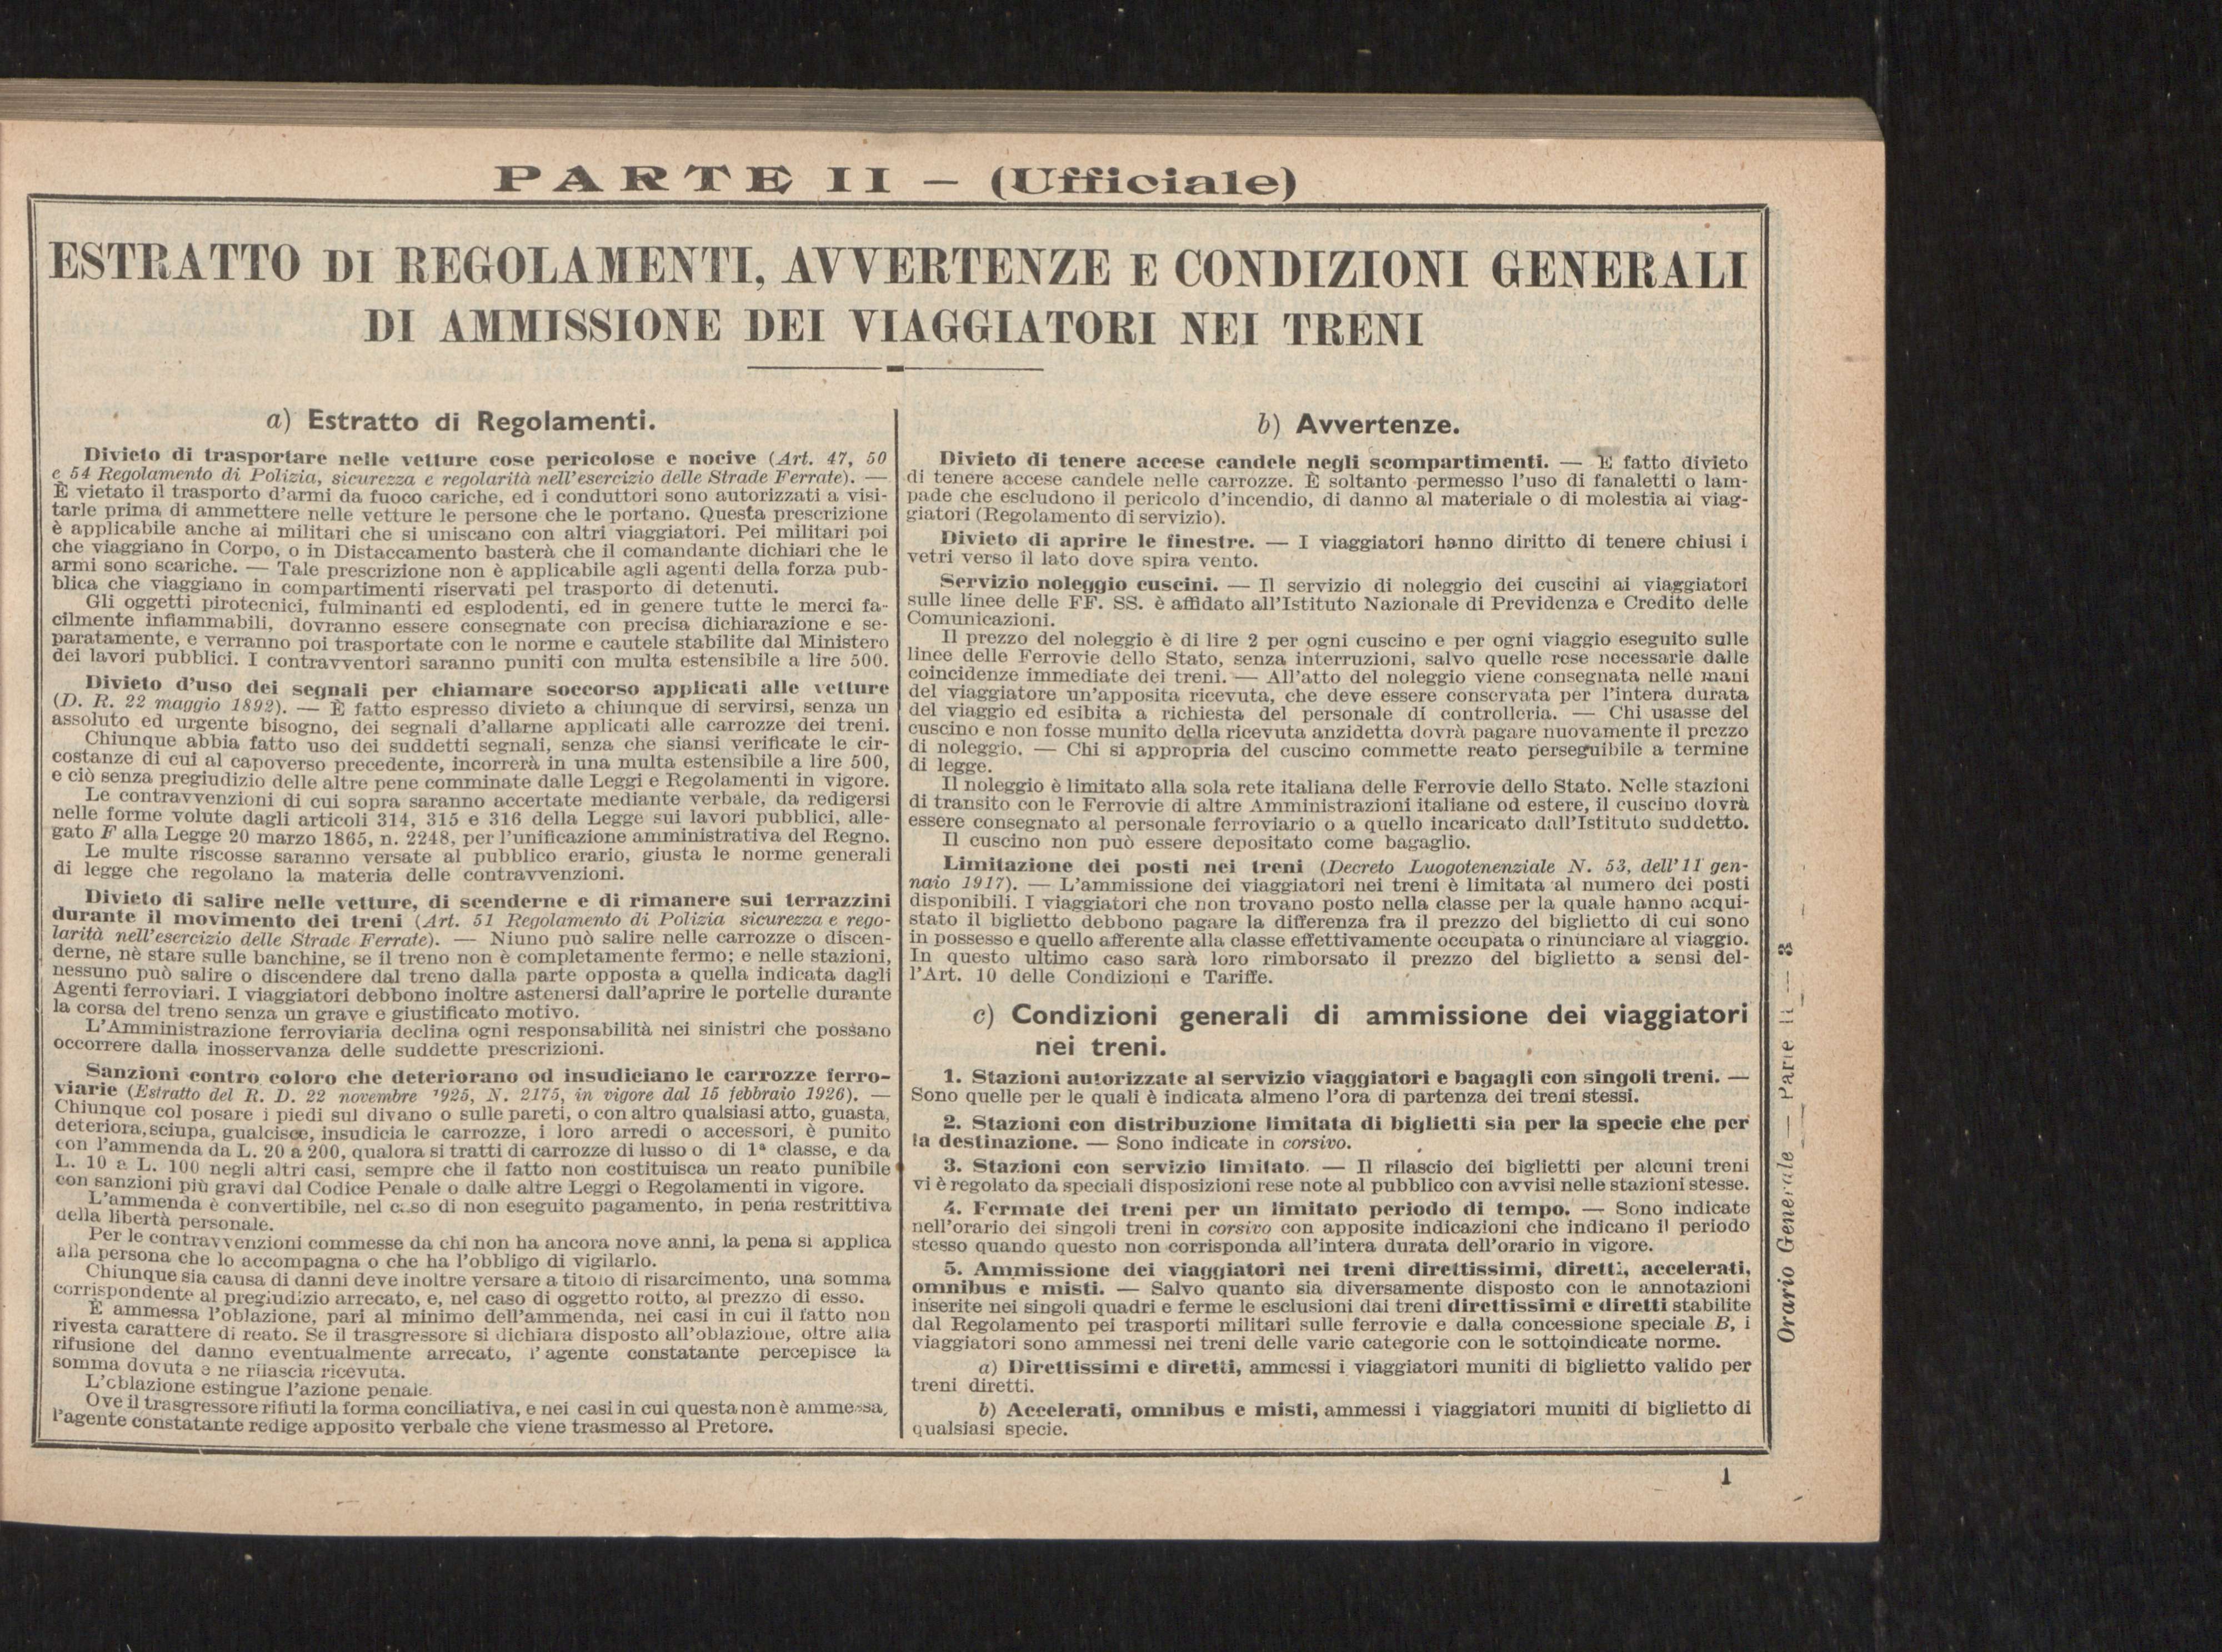 PARTE II – (Ufficiale)
ESTRATTO DI REGOLAMENTI, AVVERTENZE E CONDIZIONI GENERALI
DI AMMISSIONE DEI VIAGGIATORI NEI TRENI
a) Estratto di Regolamenti.
Divieto di trasportare nelle vetture cose pericolose e nocive (Art. 47, 50
e 54 Regolamento di Polizia, sicurezza e regolarità nell'esercizio delle Strade Ferrate). —
È vietato il trasporto d'armi da fuoco cariche, ed i conduttori sono autorizzati a visi-
tarle prima di ammettere nelle vetture le persone che le portano. Questa prescrizione
è applicabile anche ai militari che si uniscano con altri viaggiatori. Pei militari poi
che viaggiano in Corpo, o in Distaccamento basterà che il comandante dichiari che le
armi sono scariche. — Tale prescrizione non è applicabile agli agenti della forza pub-
blica che viaggiano in compartimenti riservati pel trasporto di detenuti.
Gli oggetti pirotecnici, fulminanti ed esplodenti, ed in genere tutte le merci fa-
cilmente infiammabili, dovranno essere consegnate con precisa dichiarazione e se-
paratamente, e verranno poi trasportate con le norme e cautele stabilite dal Ministero
dei lavori pubblici. I contravventori saranno puniti con multa estensibile a lire 500.
Divieto d'uso dei segnali per chiamare soccorso applicati alle vetture
(D. R. 22 maggio 1892). — È fatto espresso divieto a chiunque di servirsi, senza un
assoluto ed urgente bisogno, dei segnali d'allarne applicati alle carrozze dei treni.
Chiunque abbia fatto uso dei suddetti segnali, senza che siansi verificate le cir-
costanze di cui al capoverso precedente, incorrerà in una multa estensibile a lire 500,
e ciò senza pregiudizio delle altre pene comminate dalle Leggi e Regolamenti in vigore.
Le contravvenzioni di cui sopra saranno accertate mediante verbale, da redigersi
nelle forme volute dagli articoli 314, 315 e 316 della Legge sui lavori pubblici, alle-
gato F alla Legge 20 marzo 1865, n. 2248, per l'unificazione amministrativa del Regno.
Le multe riscosse saranno versate al pubblico erario, giusta le norme generali
di legge che regolano la materia delle contravvenzioni.
Divieto di salire nelle vetture, di scenderne e di rimanere sui terrazzini
durante il movimento dei treni (Art. 51 Regolamento di Polizia sicurezza e rego-
larità nell'esercizio delle Strade Ferrate). — Niuno può salire nelle carrozze o discen-
derne, nè stare sulle banchine, se il treno non è completamente fermo; e nelle stazioni,
nessuno può salire o discendere dal treno dalla parte opposta a quella indicata dagli
Agenti ferroviari. I viaggiatori debbono inoltre astenersi dall'aprire le portelle durante
la corsa del treno senza un grave e giustificato motivo.
L'Amministrazione ferroviaria declina ogni responsabilità nei sinistri che possano
occorrere dalla inosservanza delle suddette prescrizioni.
Sanzioni contro coloro che deteriorano od insudiciano le carrozze ferro-
viarie (Estratto del R. D. 22 novembre 1925, N. 2175, in vigore dal 15 febbraio 1926). —
Chiunque col posare i piedi sul divano o sulle pareti, o con altro qualsiasi atto, guasta,
deteriora, sciupa, gualcisce, insudicia le carrozze, i loro arredi o accessori, è punito
con l'ammenda da L. 20 a 200, qualora si tratti di carrozze di lusso o di 1ª classe, e da
L. 10 a L. 100 negli altri casi, sempre che il fatto non costituisca un reato punibile
con sanzioni più gravi dal Codice Penale o dalle altre Leggi o Regolamenti in vigore.
L'ammenda è convertibile, nel caso di non eseguito pagamento, in pena restrittiva
della libertà personale.
Per le contravvenzioni commesse da chi non ha ancora nove anni, la pena si applica
alla persona che lo accompagna o che ha l'obbligo di vigilarlo.
Chiunque sia causa di danni deve inoltre versare a titolo di risarcimento, una somma
corrispondente al pregiudizio arrecato, e, nel caso di oggetto rotto, al prezzo di esso.
È ammessa l'oblazione, pari al minimo dell'ammenda, nei casi in cui il fatto non
rivesta carattere di reato. Se il trasgressore si dichiara disposto all'oblazione, oltre alla
rifusione del danno eventualmente arrecato, l'agente constatante percepisce la
somma dovuta e ne rilascia ricevuta.
L'oblazione estingue l'azione penale.
Ove il trasgressore rifiuti la forma conciliativa, e nei casi in cui questa non è ammessa,
l'agente constatante redige apposito verbale che viene trasmesso al Pretore.
b) Avvertenze.
Divieto di tenere accese candele negli scompartimenti. — È fatto divieto
di tenere accese candele nelle carrozze. È soltanto permesso l'uso di fanaletti o lam-
pade che escludono il pericolo d'incendio, di danno al materiale o di molestia ai viag-
giatori (Regolamento di servizio).
Divieto di aprire le finestre. — I viaggiatori hanno diritto di tenere chiusi i
vetri verso il lato dove spira vento.
Servizio noleggio cuscini. — Il servizio di noleggio dei cuscini ai viaggiatori
sulle linee delle FF. SS. è affidato all'Istituto Nazionale di Previdenza e Credito delle
Comunicazioni.
Il prezzo del noleggio è di lire 2 per ogni cuscino e per ogni viaggio eseguito sulle
linee delle Ferrovie dello Stato, senza interruzioni, salvo quelle rese necessarie dalle
coincidenze immediate dei treni. — All'atto del noleggio viene consegnata nelle mani
del viaggiatore un'apposita ricevuta, che deve essere conservata per l'intera durata
del viaggio ed esibita a richiesta del personale di controlleria. — Chi usasse del
cuscino e non fosse munito della ricevuta anzidetta dovrà pagare nuovamente il prezzo
di noleggio. — Chi si appropria del cuscino commette reato perseguibile a termine
di legge.
Il noleggio è limitato alla sola rete italiana delle Ferrovie dello Stato. Nelle stazioni
di transito con le Ferrovie di altre Amministrazioni italiane od estere, il cuscino dovrà
essere consegnato al personale ferroviario o a quello incaricato dall'Istituto suddetto.
Il cuscino non può essere depositato come bagaglio.
Limitazione dei posti nei treni (Decreto Luogotenenziale N. 53, dell'11 gen-
naio 1917). — L'ammissione dei viaggiatori nei treni è limitata al numero dei posti
disponibili. I viaggiatori che non trovano posto nella classe per la quale hanno acqui-
stato il biglietto debbono pagare la differenza fra il prezzo del biglietto di cui sono
in possesso e quello afferente alla classe effettivamente occupata o rinunciare al viaggio.
In questo ultimo caso sarà loro rimborsato il prezzo del biglietto a sensi del-
l'Art. 10 delle Condizioni e Tariffe.
c) Condizioni generali di ammissione dei viaggiatori
nei treni.
1. Stazioni autorizzate al servizio viaggiatori e bagagli con singoli treni. —
Sono quelle per le quali è indicata almeno l'ora di partenza dei treni stessi.
2. Stazioni con distribuzione limitata di biglietti sia per la specie che per
la destinazione. — Sono indicate in corsivo.
3. Stazioni con servizio limitato. — Il rilascio dei biglietti per alcuni treni
vi è regolato da speciali disposizioni rese note al pubblico con avvisi nelle stazioni stesse.
4. Fermate dei treni per un limitato periodo di tempo. — Sono indicate
nell'orario dei singoli treni in corsivo con apposite indicazioni che indicano il periodo
stesso quando questo non corrisponda all'intera durata dell'orario in vigore.
5. Ammissione dei viaggiatori nei treni direttissimi, diretti, accelerati,
omnibus e misti. — Salvo quanto sia diversamente disposto con le annotazioni
inserite nei singoli quadri e ferme le esclusioni dai treni direttissimi e diretti stabilite
dal Regolamento pei trasporti militari sulle ferrovie e dalla concessione speciale B, i
viaggiatori sono ammessi nei treni delle varie categorie con le sottoindicate norme.
a) Direttissimi e diretti, ammessi i viaggiatori muniti di biglietto valido per
treni diretti.
b) Accelerati, omnibus e misti, ammessi i viaggiatori muniti di biglietto di
qualsiasi specie.
Orario Generale — Parte II — 3
1